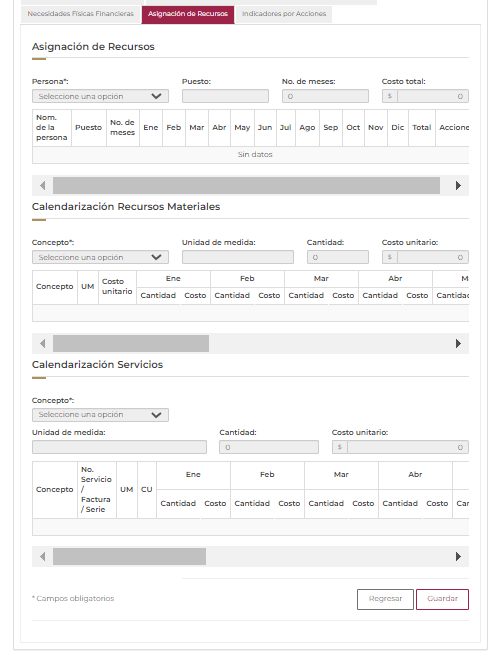 Necesidades Físicas Financieras Asignación de Recursos Indicadores por Acciones
Asignación de Recursos
Persona*: Puesto: No. de meses: Costo total:
Seleccione una opción 0 $ 0
Nom. de la persona Puesto No. de meses Ene Feb Mar Abr May Jun Jul Ago Sep Oct Nov Dic Total Accione
Sin datos
Calendarización Recursos Materiales
Concepto*: Unidad de medida: Cantidad: Costo unitario:
Seleccione una opción 0 $ 0
Concepto UM Costo unitario Ene Feb Mar Abr M
Cantidad Costo Cantidad Costo Cantidad Costo Cantidad Costo Cantidad
Calendarización Servicios
Concepto*:
Seleccione una opción
Unidad de medida: Cantidad: Costo unitario:
0 $ 0
Concepto No. Servicio / Factura / Serie UM CU Ene Feb Mar Abr
Cantidad Costo Cantidad Costo Cantidad Costo Cantidad Costo Car
* Campos obligatorios Regresar Guardar